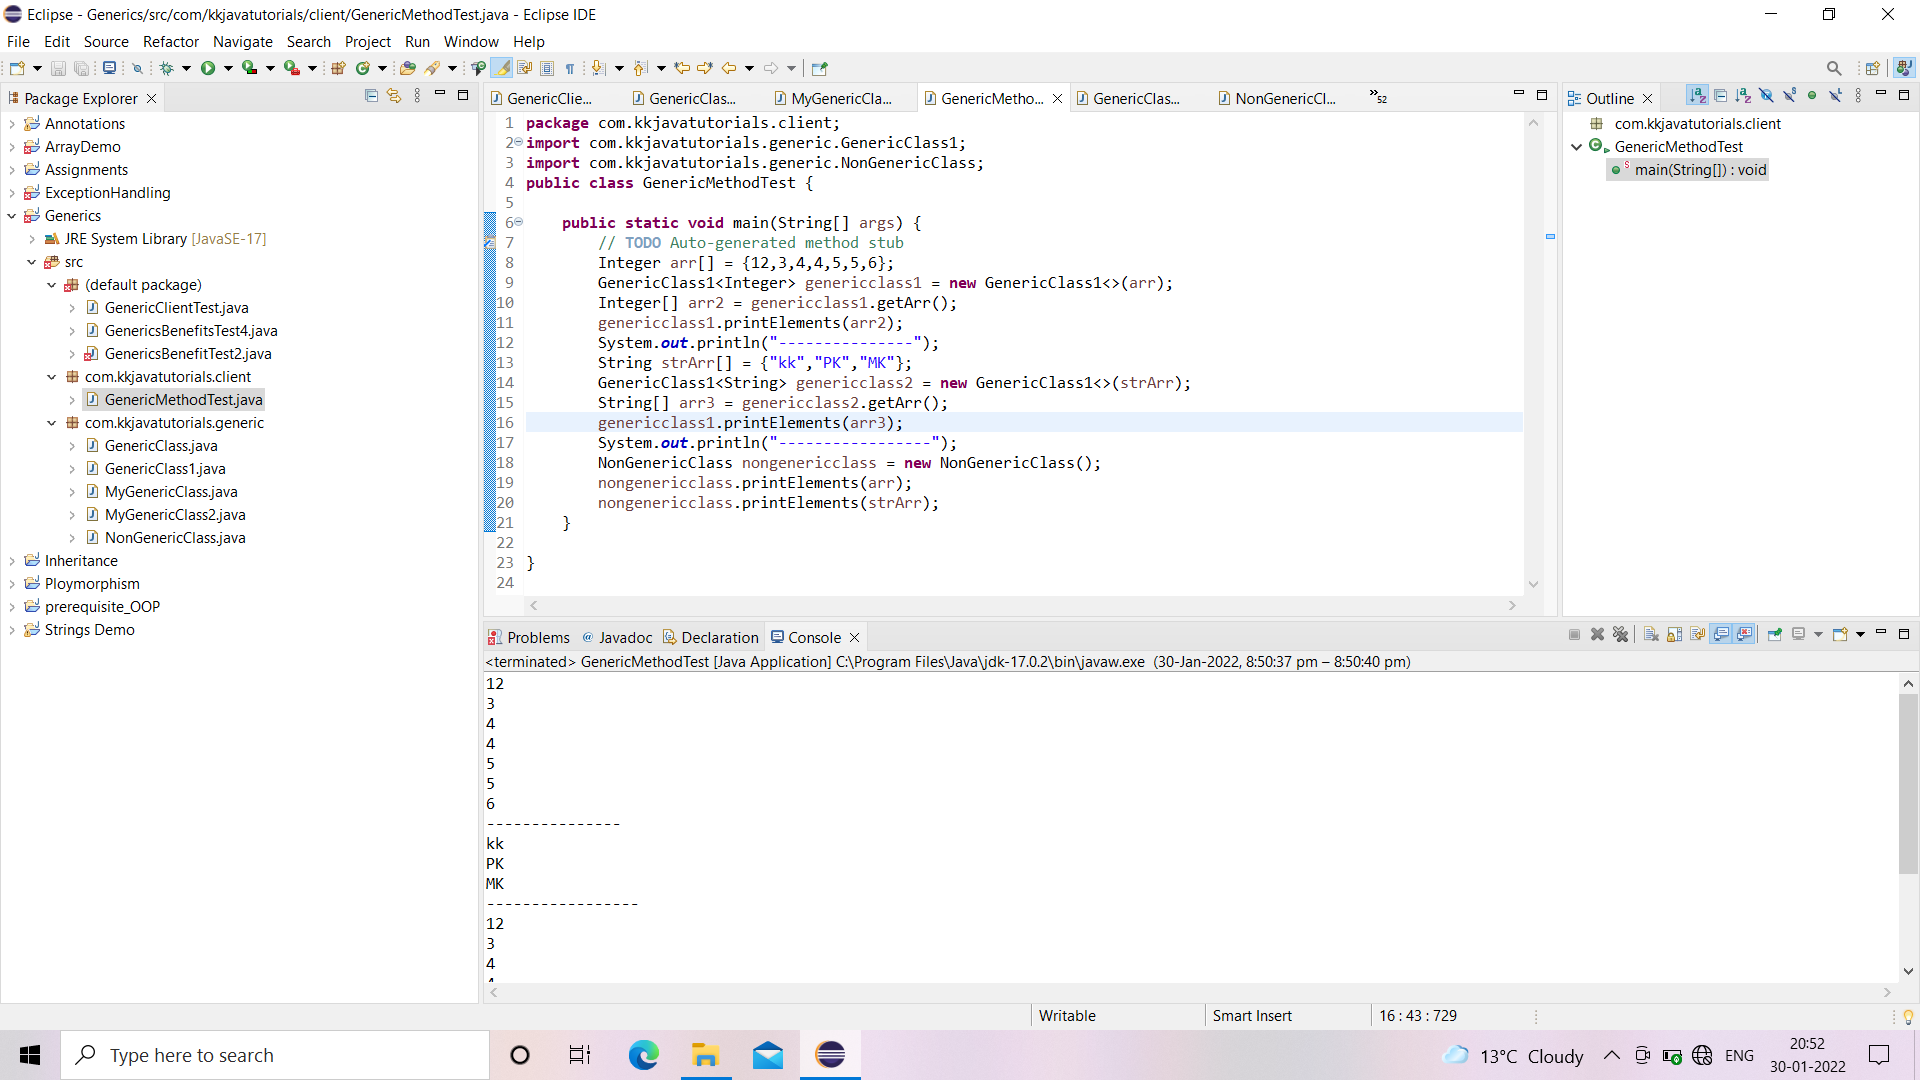 Eclipse - Generics/src/com/kkjavatutorials/client/GenericMethodTest.java - Eclipse IDE
File Edit Source Refactor Navigate Search Project Run Window Help
Package Explorer
Annotations
ArrayDemo
Assignments
ExceptionHandling
Generics
JRE System Library [JavaSE-17]
src
(default package)
GenericClientTest.java
GenericsBenefitsTest4.java
GenericsBenefitTest2.java
com.kkjavatutorials.client
GenericMethodTest.java
com.kkjavatutorials.generic
GenericClass.java
GenericClass1.java
MyGenericClass.java
MyGenericClass2.java
NonGenericClass.java
Inheritance
Ploymorphism
prerequisite_OOP
Strings Demo
GenericClie... GenericClas... MyGenericCla... GenericMetho... GenericClas... NonGenericCl... »52
1 package com.kkjavatutorials.client;
2 import com.kkjavatutorials.generic.GenericClass1;
3 import com.kkjavatutorials.generic.NonGenericClass;
4 public class GenericMethodTest {
5
6 public static void main(String[] args) {
7 // TODO Auto-generated method stub
8 Integer arr[] = {12,3,4,4,5,5,6};
9 GenericClass1<Integer> genericclass1 = new GenericClass1<>(arr);
10 Integer[] arr2 = genericclass1.getArr();
11 genericclass1.printElements(arr2);
12 System.out.println("---------------");
13 String strArr[] = {"kk","PK","MK"};
14 GenericClass1<String> genericclass2 = new GenericClass1<>(strArr);
15 String[] arr3 = genericclass2.getArr();
16 genericclass1.printElements(arr3);
17 System.out.println("-----------------");
18 NonGenericClass nongenericclass = new NonGenericClass();
19 nongenericclass.printElements(arr);
20 nongenericclass.printElements(strArr);
21 }
22
23 }
24
Outline
com.kkjavatutorials.client
GenericMethodTest
main(String[]) : void
Problems @ Javadoc Declaration Console
<terminated> GenericMethodTest [Java Application] C:\Program Files\Java\jdk-17.0.2\bin\javaw.exe (30-Jan-2022, 8:50:37 pm – 8:50:40 pm)
12
3
4
4
5
5
6
---------------
kk
PK
MK
-----------------
12
3
4
Writable Smart Insert 16 : 43 : 729
Type here to search
13°C Cloudy ENG 20:52
30-01-2022